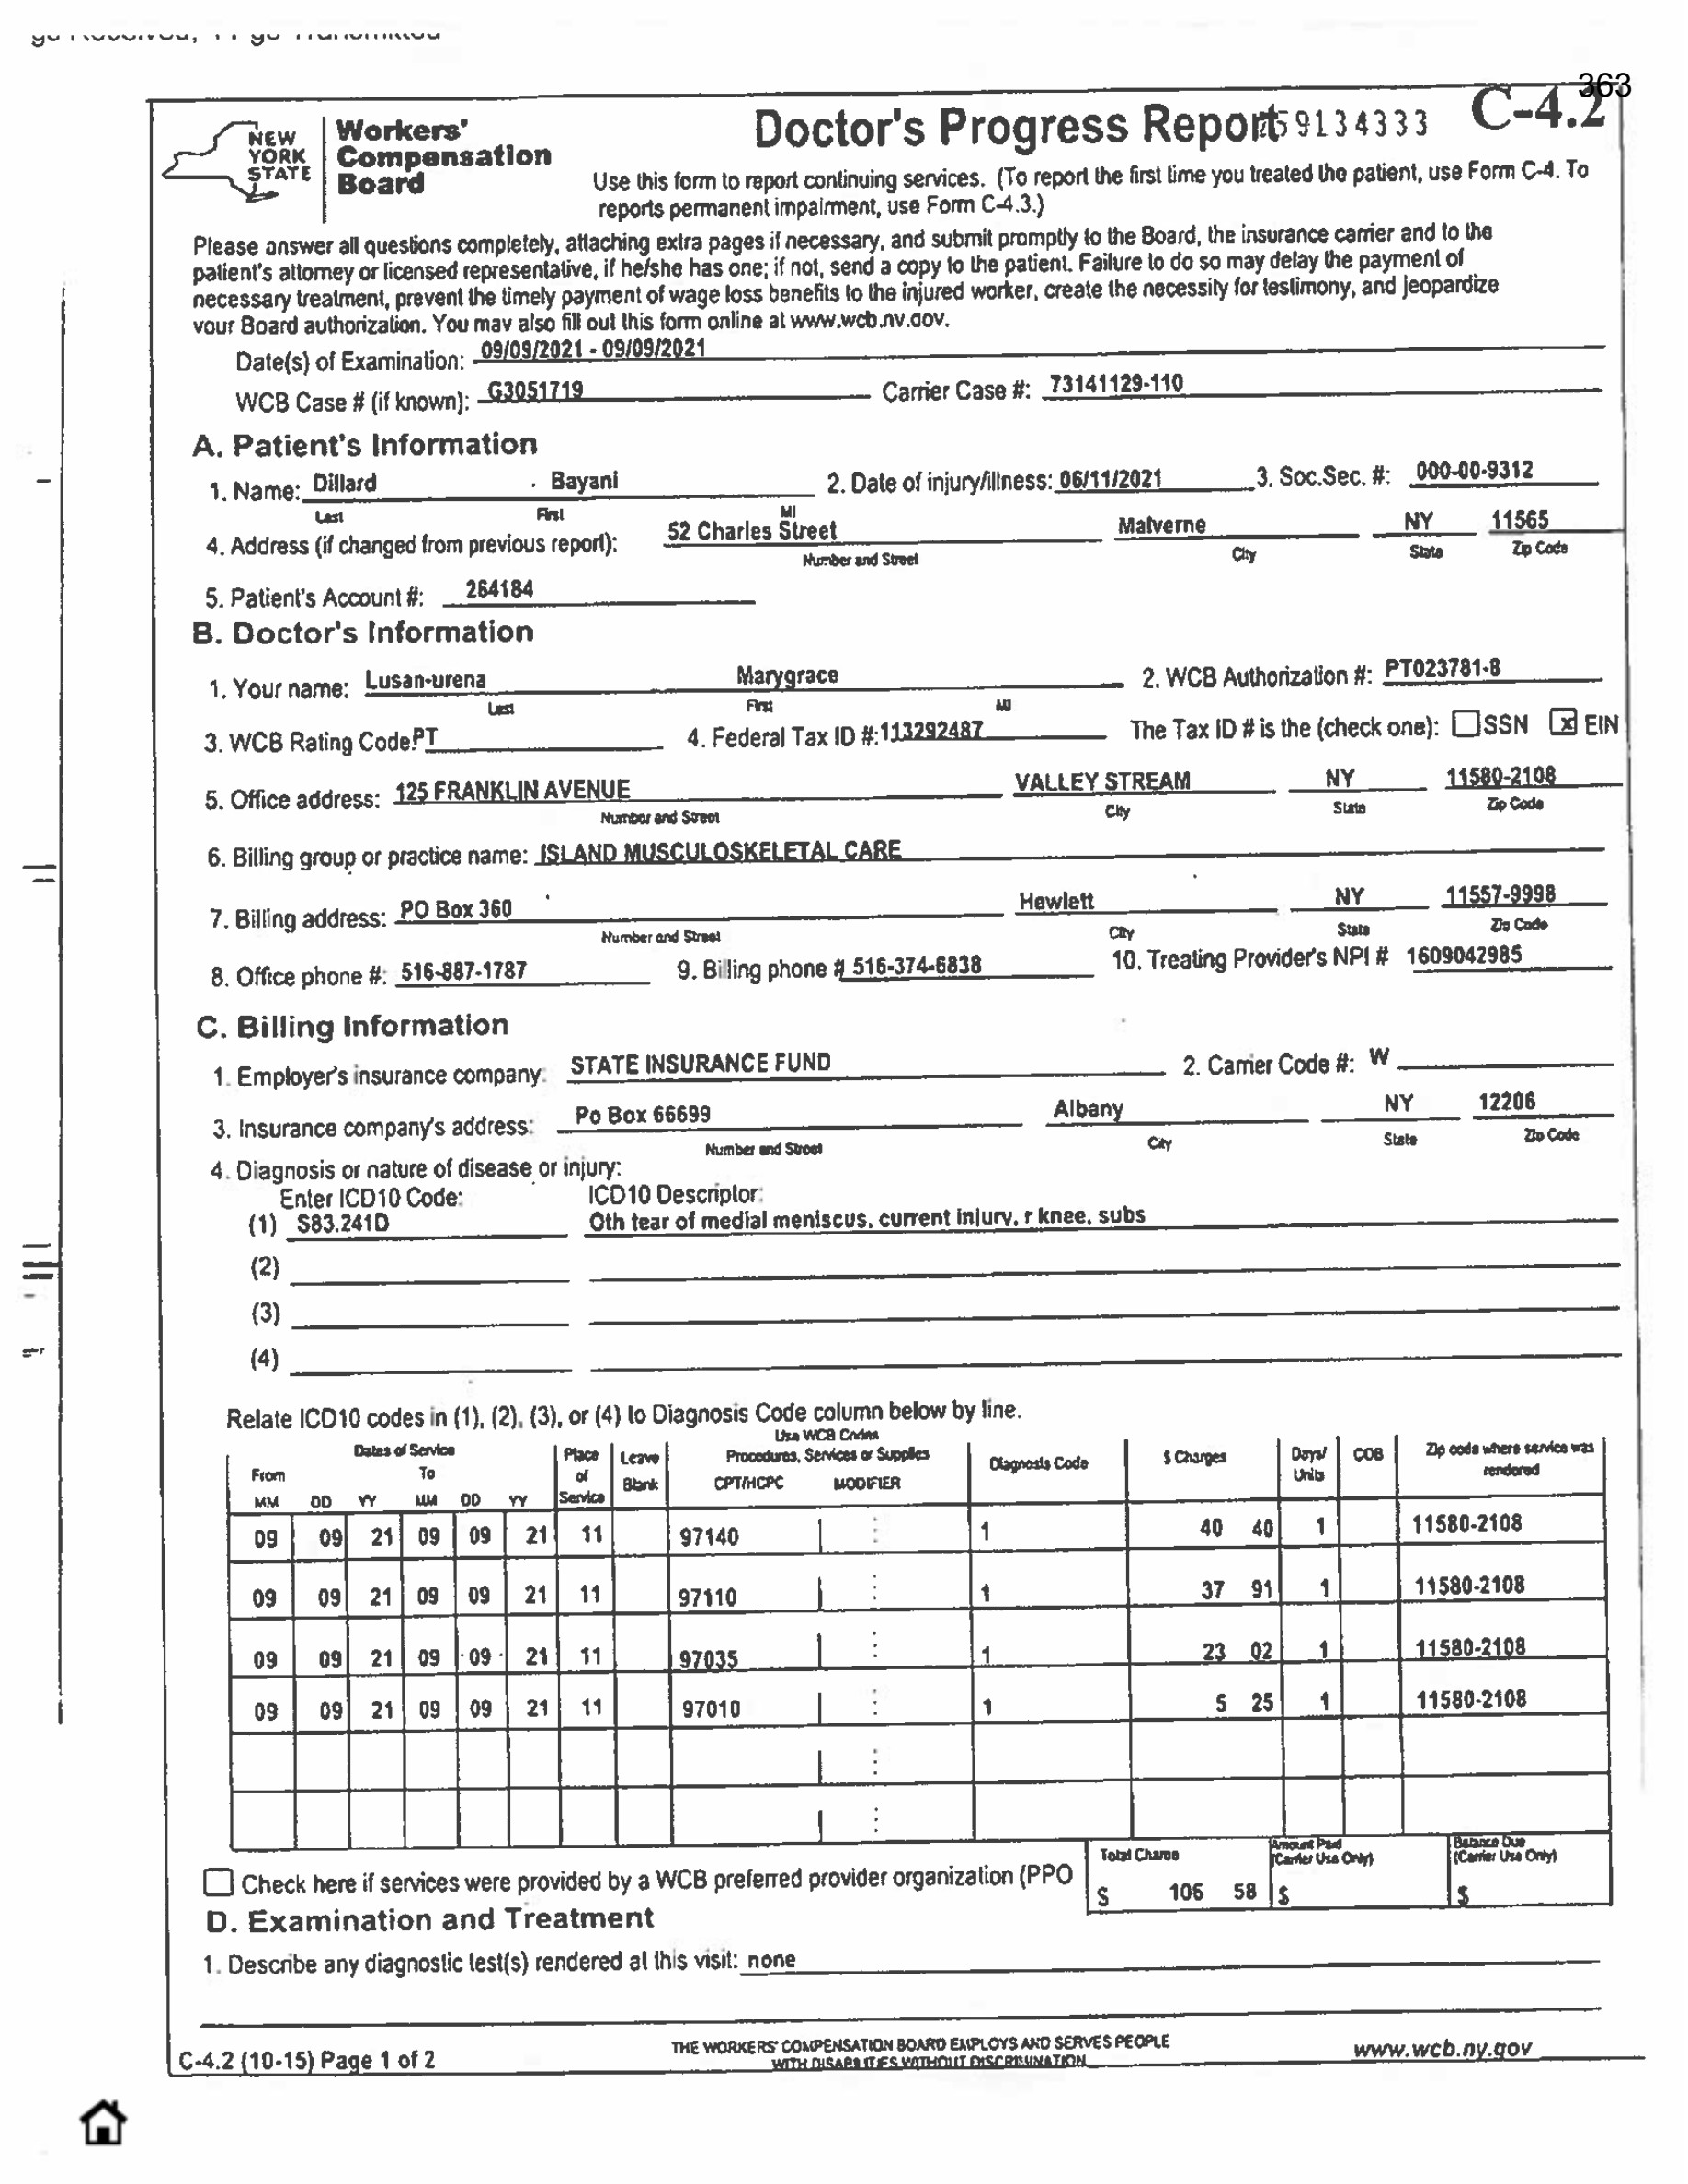 363
C-4.2
NEW YORK STATE
Workers' Compensation Board
Doctor's Progress Report 59134333
Use this form to report continuing services. (To report the first time you treated the patient, use Form C-4. To
reports permanent impairment, use Form C-4.3.)
Please answer all questions completely, attaching extra pages if necessary, and submit promptly to the Board, the insurance carrier and to the
patient's attorney or licensed representative, if he/she has one; if not, send a copy to the patient. Failure to do so may delay the payment of
necessary treatment, prevent the timely payment of wage loss benefits to the injured worker, create the necessity for testimony, and jeopardize
your Board authorization. You may also fill out this form online at www.wcb.ny.gov.
Date(s) of Examination: 09/09/2021 - 09/09/2021
WCB Case # (if known): G3051719 Carrier Case #: 73141129-110
A. Patient's Information
1. Name: Dillard Bayani 2. Date of injury/illness: 06/11/2021 3. Soc.Sec. #: 000-00-9312
Last First MI
4. Address (if changed from previous report): 52 Charles Street Malverne NY 11565
Number and Street City State Zip Code
5. Patient's Account #: 264184
B. Doctor's Information
1. Your name: Lusan-urena Marygrace 2. WCB Authorization #: PT023781-8
Last First MI
3. WCB Rating Code: PT 4. Federal Tax ID #: 113292487 The Tax ID # is the (check one): SSN x EIN
5. Office address: 125 FRANKLIN AVENUE VALLEY STREAM NY 11580-2108
Number and Street City State Zip Code
6. Billing group or practice name: ISLAND MUSCULOSKELETAL CARE
7. Billing address: PO Box 360 Hewlett NY 11557-9998
Number and Street City State Zip Code
8. Office phone #: 516-887-1787 9. Billing phone # 516-374-6838 10. Treating Provider's NPI # 1609042985
C. Billing Information
1. Employer's insurance company: STATE INSURANCE FUND 2. Carrier Code #: W
3. Insurance company's address: Po Box 66699 Albany NY 12206
Number and Street City State Zip Code
4. Diagnosis or nature of disease or injury:
Enter ICD10 Code: ICD10 Descriptor:
(1) S83.241D Oth tear of medial meniscus, current injury, r knee, subs
(2)
(3)
(4)
Relate ICD10 codes in (1), (2), (3), or (4) to Diagnosis Code column below by line.
Dates of Service Place of Service Leave Blank Use WCB Codes Procedures, Services or Supplies Diagnosis Code $ Charges Days/ Units COB Zip code where service was rendered
From To CPT/HCPC MODIFIER
MM DD YY MM DD YY
09 09 21 09 09 21 11 97140 1 40 40 1 11580-2108
09 09 21 09 09 21 11 97110 1 37 91 1 11580-2108
09 09 21 09 09 21 11 97035 1 23 02 1 11580-2108
09 09 21 09 09 21 11 97010 1 5 25 1 11580-2108
Total Charge Amount Paid (Carrier Use Only) Balance Due (Carrier Use Only)
Check here if services were provided by a WCB preferred provider organization (PPO $ 106 58 $ $
D. Examination and Treatment
1. Describe any diagnostic test(s) rendered at this visit: none
THE WORKERS' COMPENSATION BOARD EMPLOYS AND SERVES PEOPLE
WITH DISABILITIES WITHOUT DISCRIMINATION
C-4.2 (10-15) Page 1 of 2 www.wcb.ny.gov